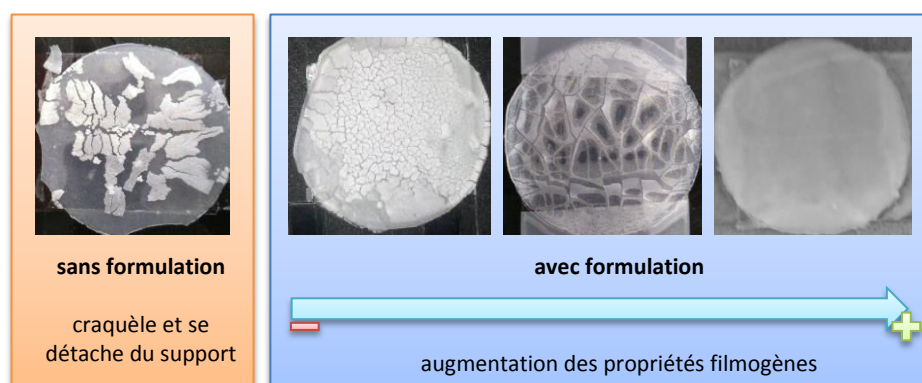 sans formulation
craquèle et se
détache du support
avec formulation
augmentation des propriétés filmogènes